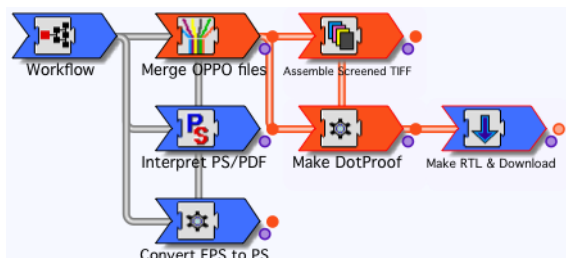 Workflow
Merge OPPO files
Assemble Screened TIFF
PS
Interpret PS/PDF
Make DotProof
Make RTL & Download
Convert EPS to PS